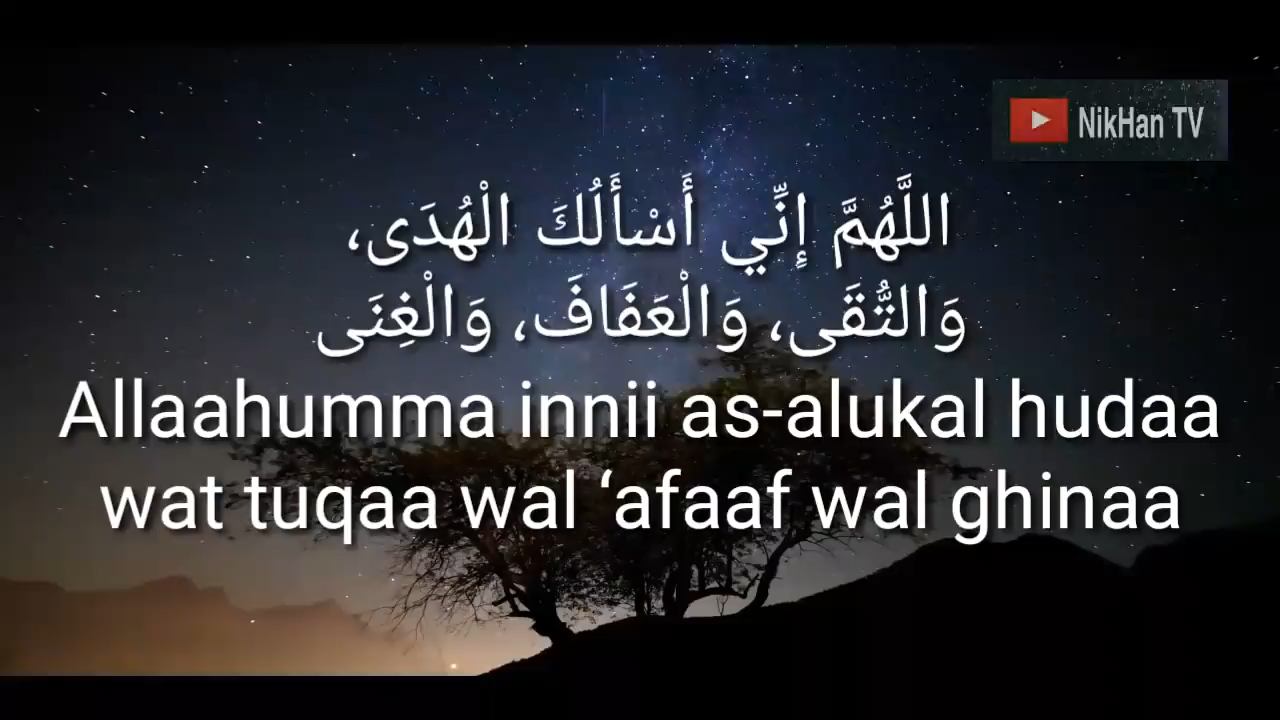 NikHan TV
اللَّهُمَّ إِنِّي أَسْأَلُكَ الْهُدَى،
وَالتُّقَى، وَالْعَفَافَ، وَالْغِنَى
Allaahumma innii as-alukal hudaa
wat tuqaa wal ‘afaaf wal ghinaa